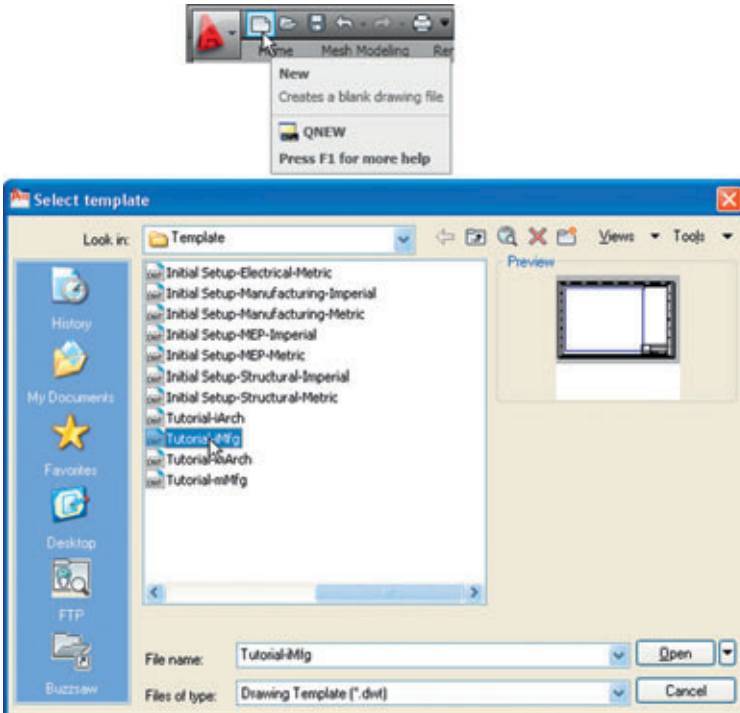 Home Mesh Modeling Rer
New
Creates a blank drawing file
QNEW
Press F1 for more help
Select template
Look in: Template Views Tools
History
My Documents
Favorites
Desktop
FTP
Buzzsaw
Initial Setup-Electrical-Metric
Initial Setup-Manufacturing-Imperial
Initial Setup-Manufacturing-Metric
Initial Setup-MEP-Imperial
Initial Setup-MEP-Metric
Initial Setup-Structural-Imperial
Initial Setup-Structural-Metric
Tutorial-iArch
Tutorial-iMfg
Tutorial-mArch
Tutorial-mMfg
Preview
File name: Tutorial-iMfg Open
Files of type: Drawing Template (*.dwt) Cancel